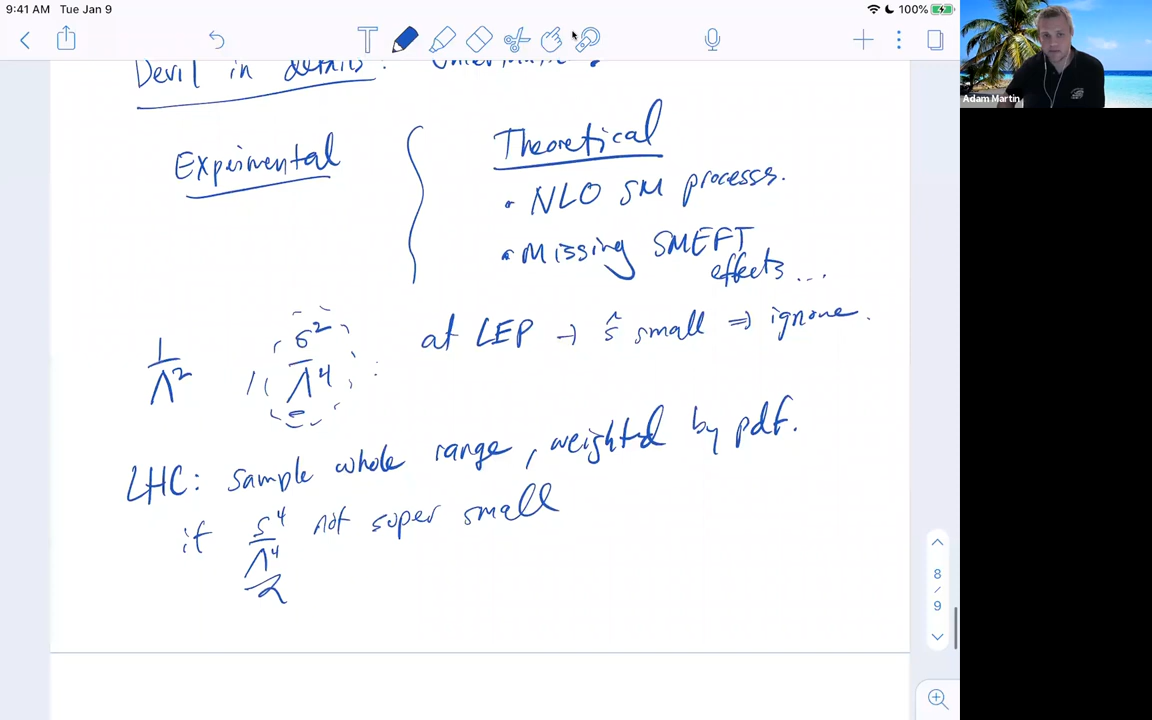 9:41 AM Tue Jan 9
100%
Adam Martin
Devil in details:
Experimental
Theoretical
• NLO SM processes.
• Missing SMEFT
effects...
1/Λ² s²/Λ⁴ at LEP → ŝ small ⇒ ignore.
LHC: sample whole range, weighted by pdf.
if s⁴/Λ⁴ not super small
8
/
9